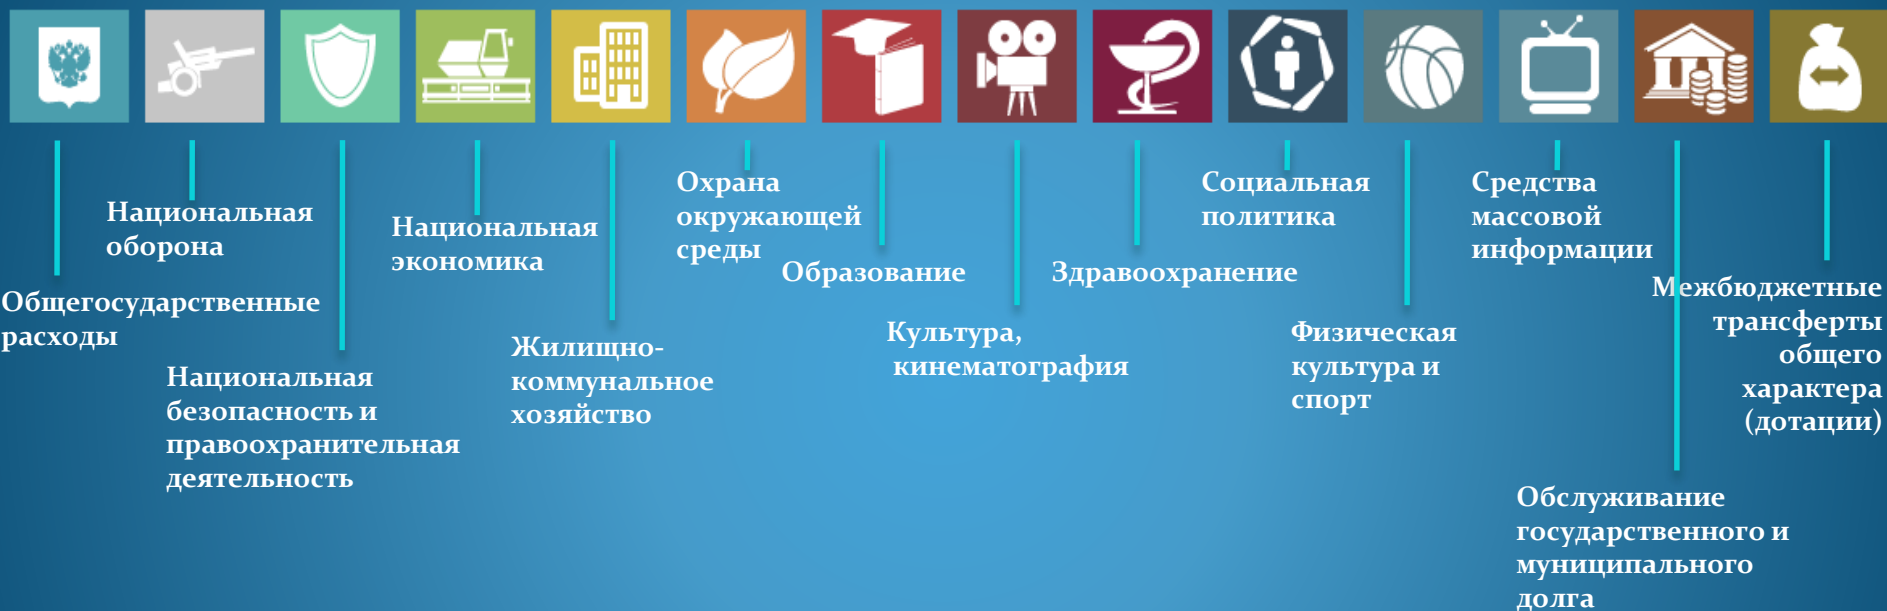 Общегосударственные
расходы
Национальная
оборона
Национальная
безопасность и
правоохранительная
деятельность
Национальная
экономика
Жилищно-
коммунальное
хозяйство
Охрана
окружающей
среды
Образование
Культура,
кинематография
Здравоохранение
Социальная
политика
Физическая
культура и
спорт
Средства
массовой
информации
Обслуживание
государственного и
муниципального
долга
Межбюджетные
трансферты
общего
характера
(дотации)